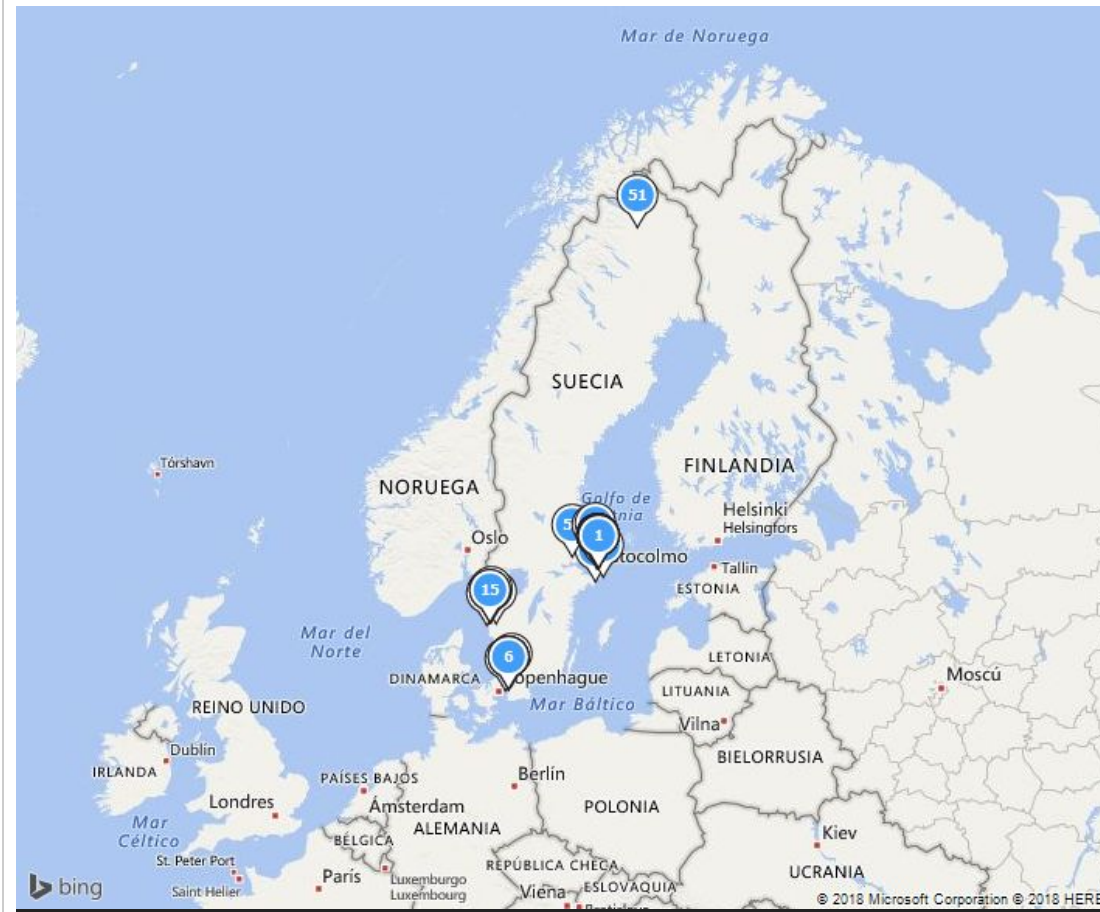 Mar de Noruega
51
SUECIA
Tórshavn
FINLANDIA
NORUEGA
Golfo de
Helsinki
Helsingfors
5
1
Oslo
Tallin
ESTONIA
15
Mar del
Norte
6
LETONIA
DINAMARCA
Moscú
LITUANIA
Mar Báltico
REINO UNIDO
Vilna
Dublín
BIELORRUSIA
IRLANDA
PAÍSES BAJOS
Berlín
Londres
Ámsterdam
POLONIA
Mar
Céltico
ALEMANIA
BÉLGICA
Kiev
St. Peter Port
REPÚBLICA CHECA
UCRANIA
París
Luxemburgo
Luxembourg
Saint Helier
Viena
ESLOVAQUIA
bing
© 2018 Microsoft Corporation © 2018 HERE